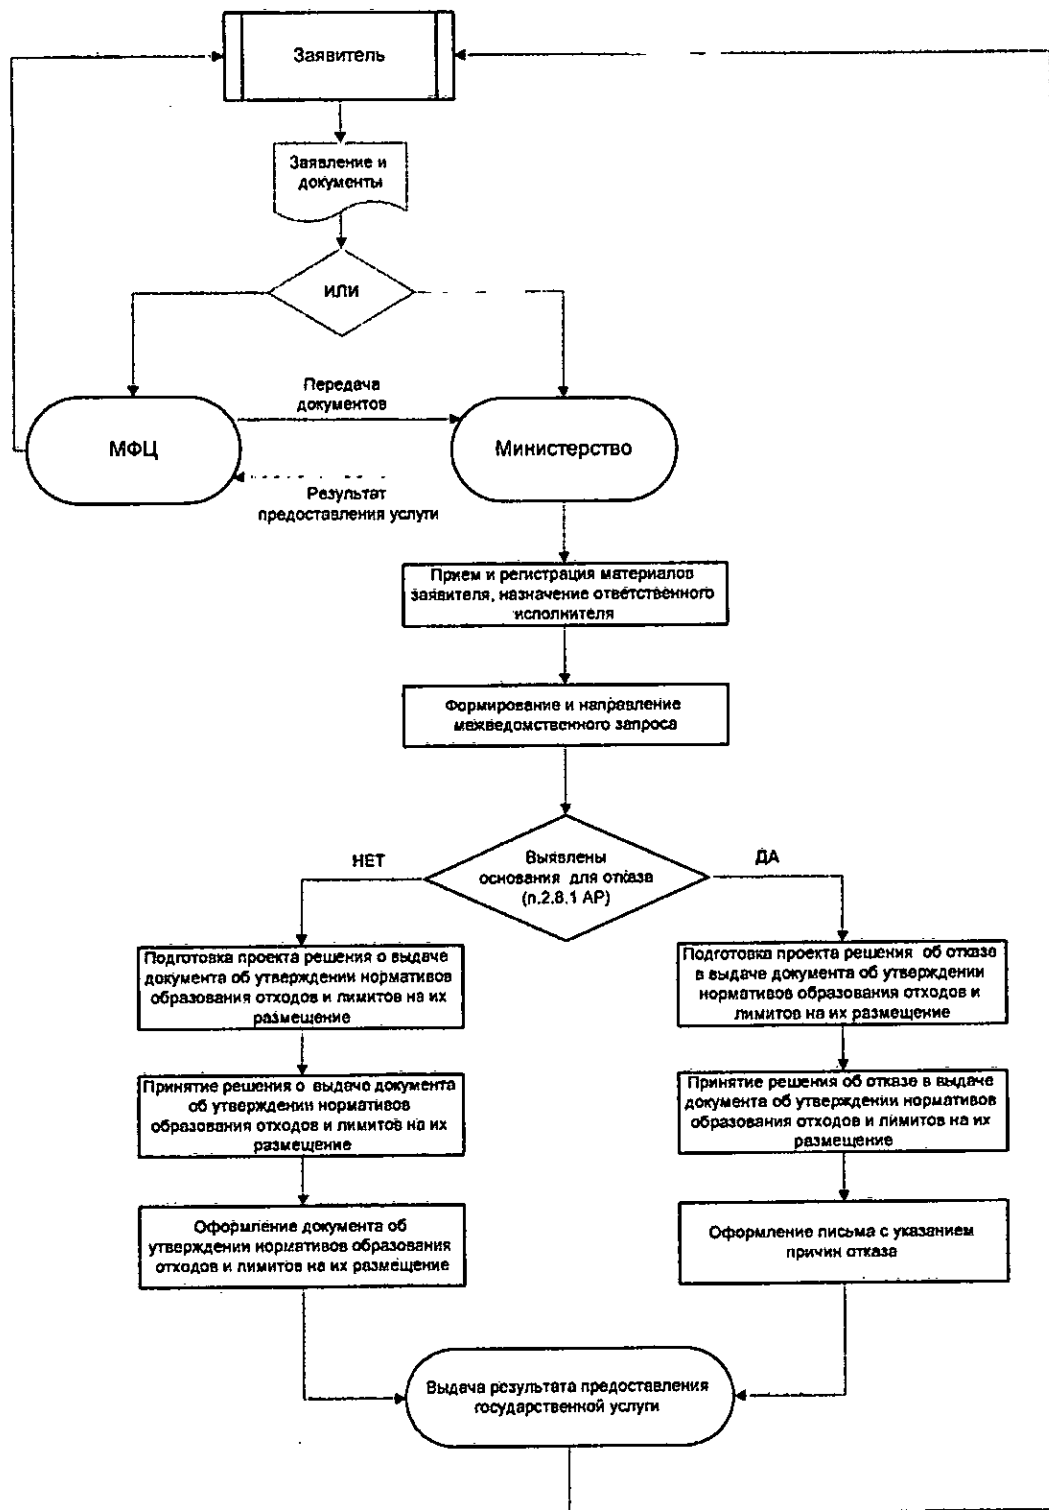 Заявитель
Заявление и
документы
ИЛИ
Передача
документов
МФЦ
Министерство
Результат
предоставления услуги
Прием и регистрация материалов
заявителя, назначение ответственного
исполнителя
Формирование и направление
межведомственного запроса
НЕТ
Выявлены
основания для отказа
(п.2.8.1 АР)
ДА
Подготовка проекта решения о выдаче
документа об утверждении нормативов
образования отходов и лимитов на их
размещение
Подготовка проекта решения об отказе
в выдаче документа об утверждении
нормативов образования отходов и
лимитов на их размещение
Принятие решения о выдаче документа
об утверждении нормативов
образования отходов и лимитов на их
размещение
Принятие решения об отказе в выдаче
документа об утверждении нормативов
образования отходов и лимитов на их
размещение
Оформление документа об
утверждении нормативов образования
отходов и лимитов на их размещение
Оформление письма с указанием
причин отказа
Выдача результата предоставления
государственной услуги